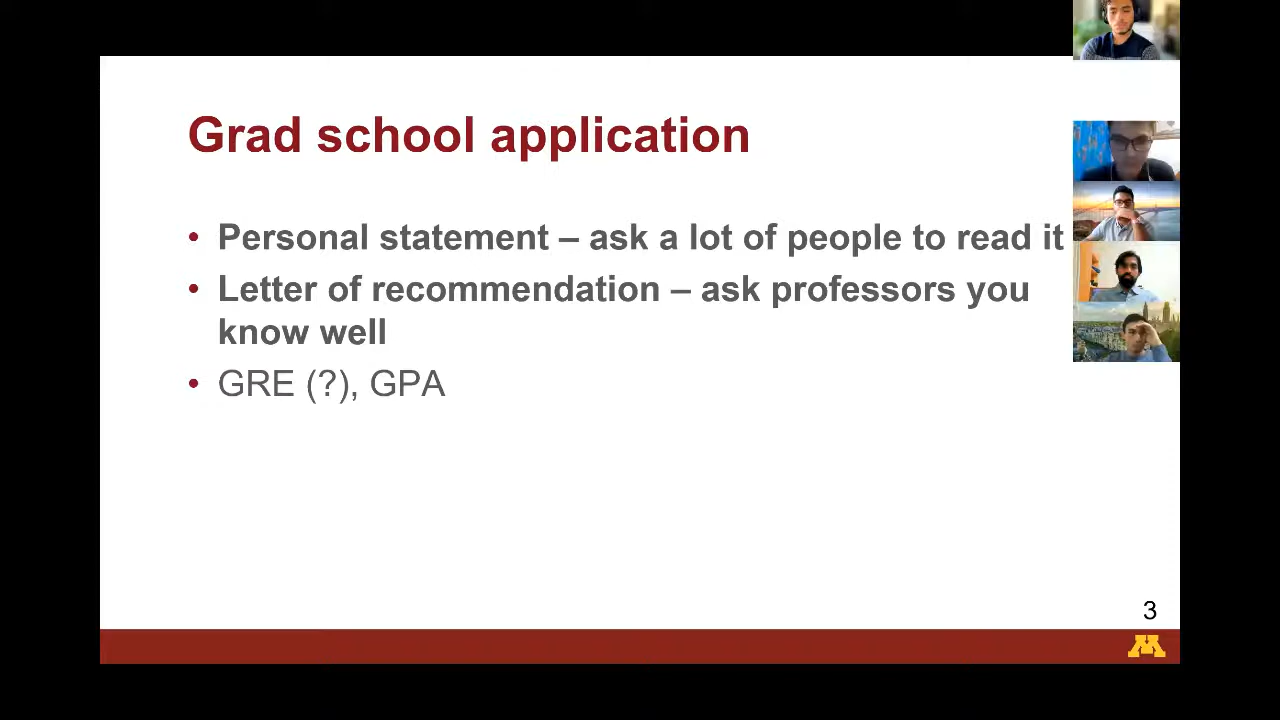 Grad school application
• Personal statement – ask a lot of people to read it
• Letter of recommendation – ask professors you
know well
• GRE (?), GPA
3
M